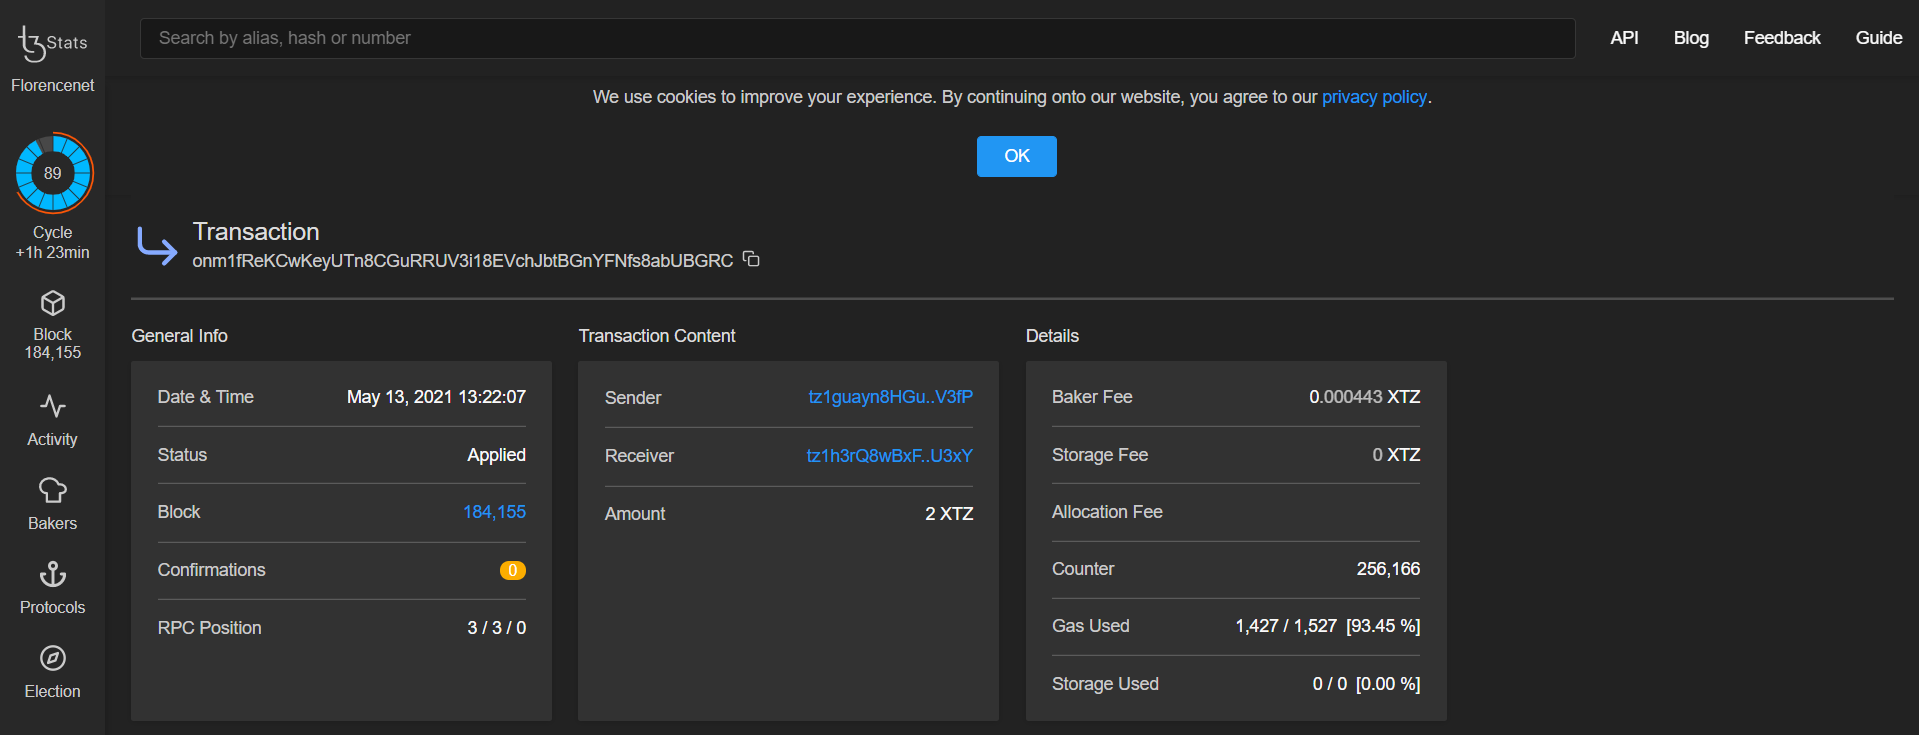 tz Stats
Florencenet
Search by alias, hash or number
API
Blog
Feedback
Guide
We use cookies to improve your experience. By continuing onto our website, you agree to our privacy policy.
OK
89
Cycle
+1h 23min
Block
184,155
Activity
Bakers
Protocols
Election
Transaction
onm1fReKCwKeyUTn8CGuRRUV3i18EVchJbtBGnYFNfs8abUBGRC
General Info
Date & Time May 13, 2021 13:22:07
Status Applied
Block 184,155
Confirmations 0
RPC Position 3 / 3 / 0
Transaction Content
Sender tz1guayn8HGu..V3fP
Receiver tz1h3rQ8wBxF..U3xY
Amount 2 XTZ
Details
Baker Fee 0.000443 XTZ
Storage Fee 0 XTZ
Allocation Fee
Counter 256,166
Gas Used 1,427 / 1,527 [93.45 %]
Storage Used 0 / 0 [0.00 %]